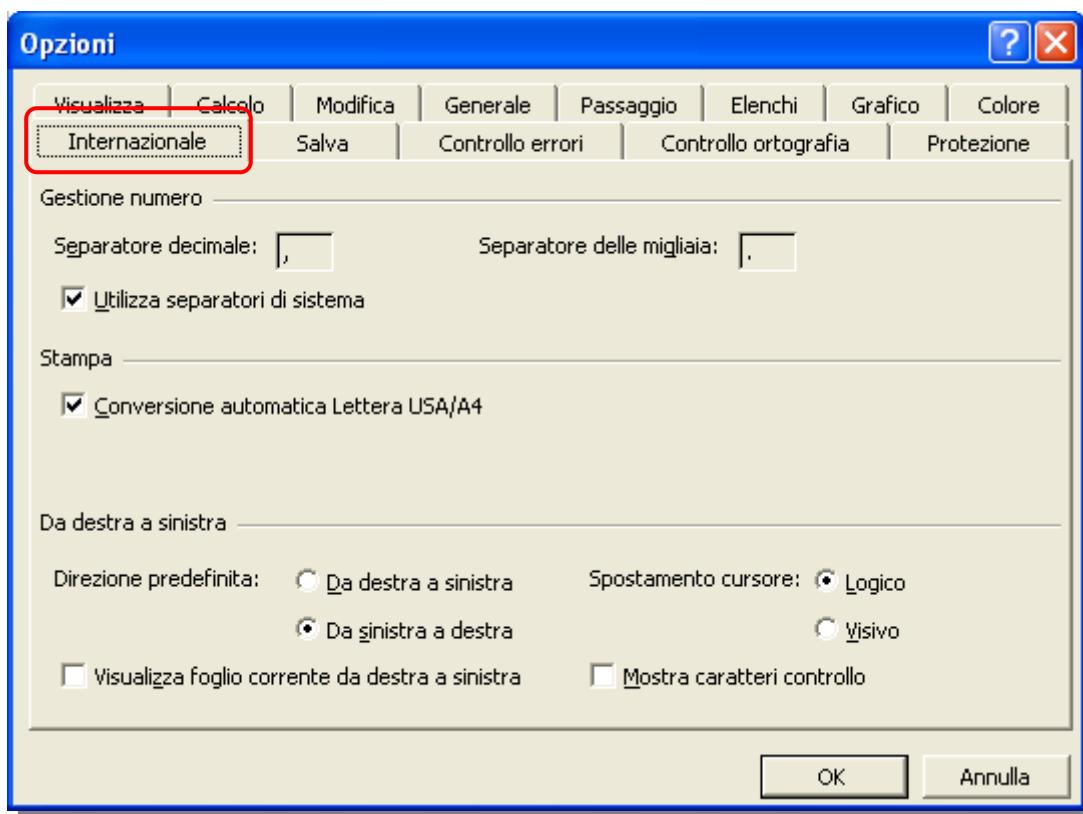 Opzioni
Visualizza Calcolo Modifica Generale Passaggio Elenchi Grafico Colore
Internazionale Salva Controllo errori Controllo ortografia Protezione
Gestione numero
Separatore decimale: , Separatore delle migliaia: .
Utilizza separatori di sistema
Stampa
Conversione automatica Lettera USA/A4
Da destra a sinistra
Direzione predefinita: Da destra a sinistra Spostamento cursore: Logico
Da sinistra a destra Visivo
Visualizza foglio corrente da destra a sinistra Mostra caratteri controllo
OK Annulla